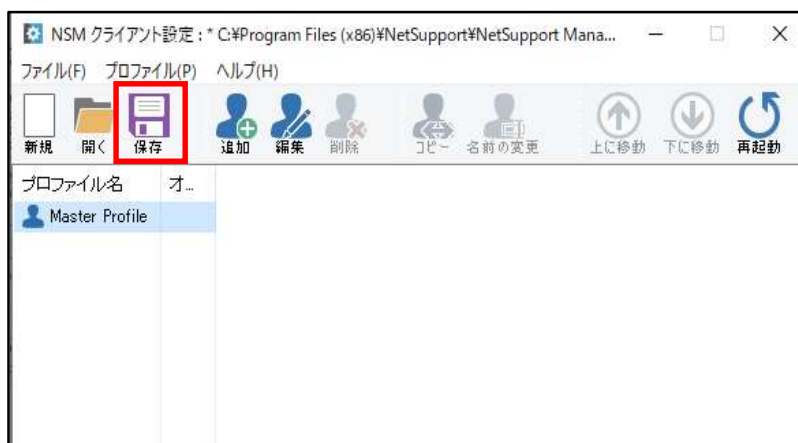 NSM クライアント設定 : * C:¥Program Files (x86)¥NetSupport¥NetSupport Mana...
ファイル(F) プロファイル(P) ヘルプ(H)
新規 開く 保存 追加 編集 削除 コピー 名前の変更 上に移動 下に移動 再起動
プロファイル名 オ...
Master Profile